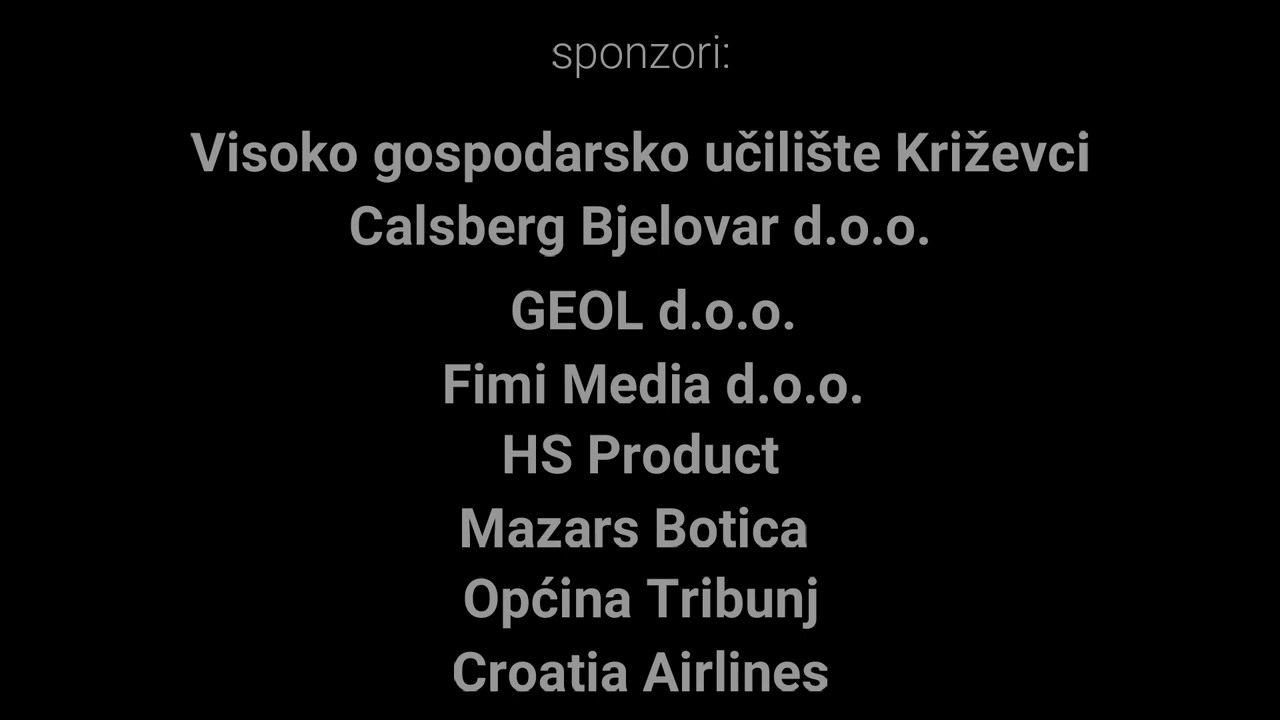 sponzori:
Visoko gospodarsko učilište Križevci
Calsberg Bjelovar d.o.o.
GEOL d.o.o.
Fimi Media d.o.o.
HS Product
Mazars Botica
Općina Tribunj
Croatia Airlines